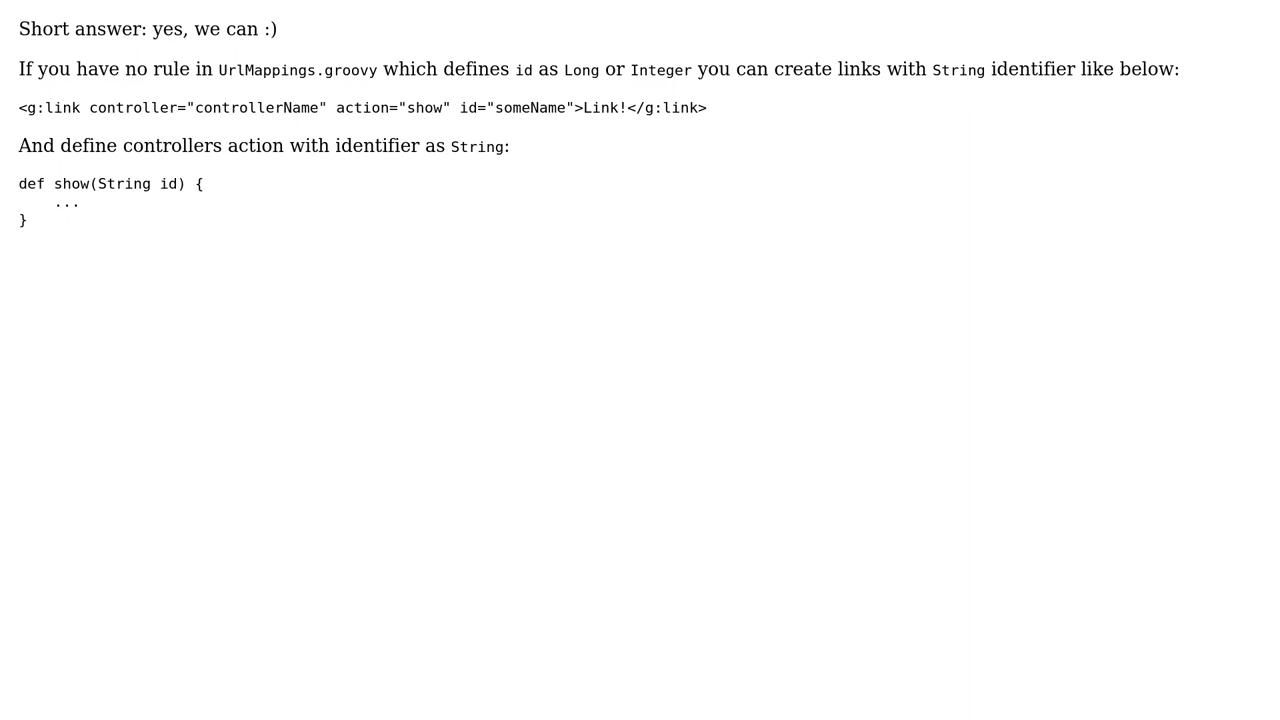 Short answer: yes, we can :)
If you have no rule in UrlMappings.groovy which defines id as Long or Integer you can create links with String identifier like below:
<g:link controller="controllerName" action="show" id="someName">Link!</g:link>
And define controllers action with identifier as String:
def show(String id) {
    ...
}